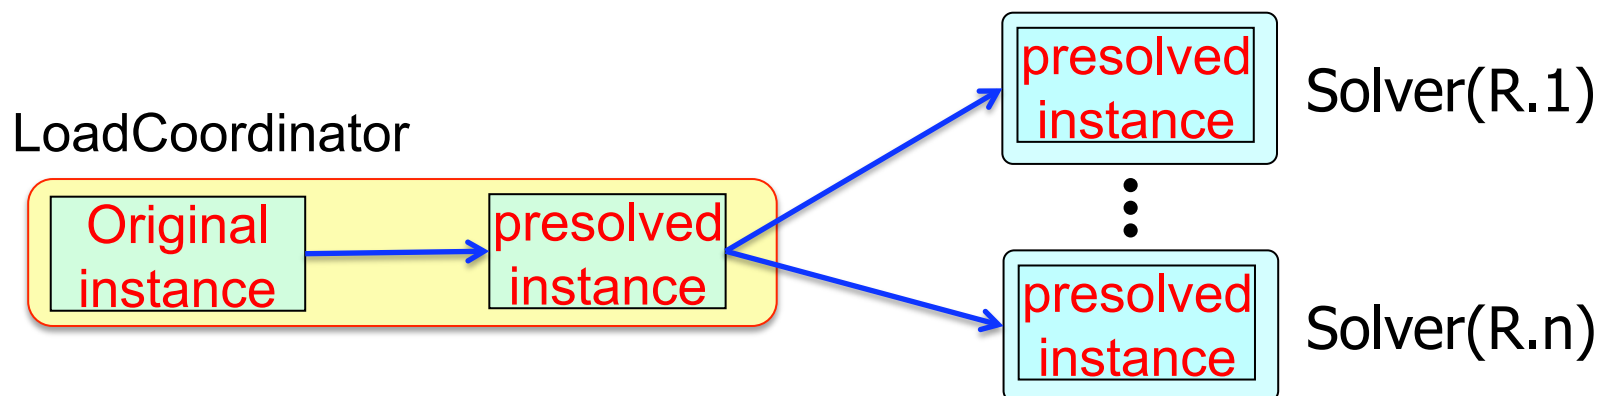 LoadCoordinator
Original
instance
presolved
instance
presolved
instance
Solver(R.1)
presolved
instance
Solver(R.n)